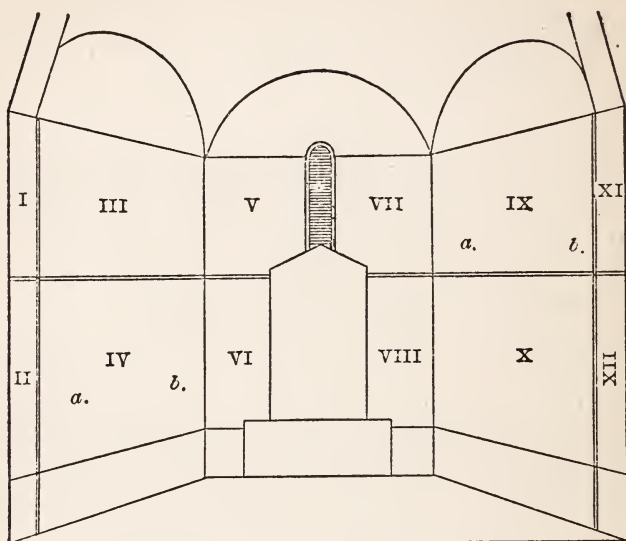 I III V VII IX XI
a. b.
II IV VI VIII X XII
a. b.